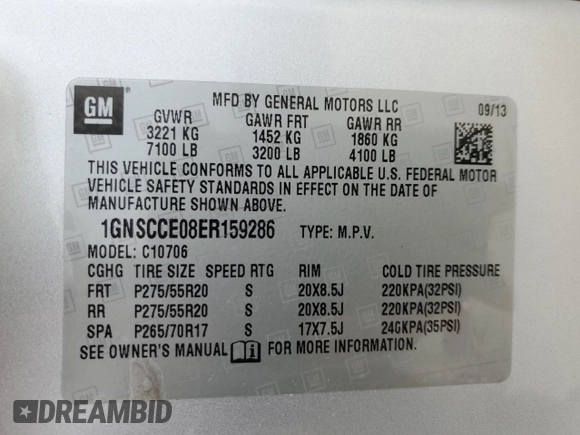 GM
®
MFD BY GENERAL MOTORS LLC
09/13
GVWR GAWR FRT GAWR RR
3221 KG 1452 KG 1860 KG
7100 LB 3200 LB 4100 LB
THIS VEHICLE CONFORMS TO ALL APPLICABLE U.S. FEDERAL MOTOR
VEHICLE SAFETY STANDARDS IN EFFECT ON THE DATE OF
MANUFACTURE SHOWN ABOVE.
1GNSCCE08ER159286 TYPE: M.P.V.
MODEL: C10706
CGHG TIRE SIZE SPEED RTG RIM COLD TIRE PRESSURE
FRT P275/55R20 S 20X8.5J 220KPA(32PSI)
RR P275/55R20 S 20X8.5J 220KPA(32PSI)
SPA P265/70R17 S 17X7.5J 240KPA(35PSI)
SEE OWNER'S MANUAL FOR MORE INFORMATION.
DREAMBID